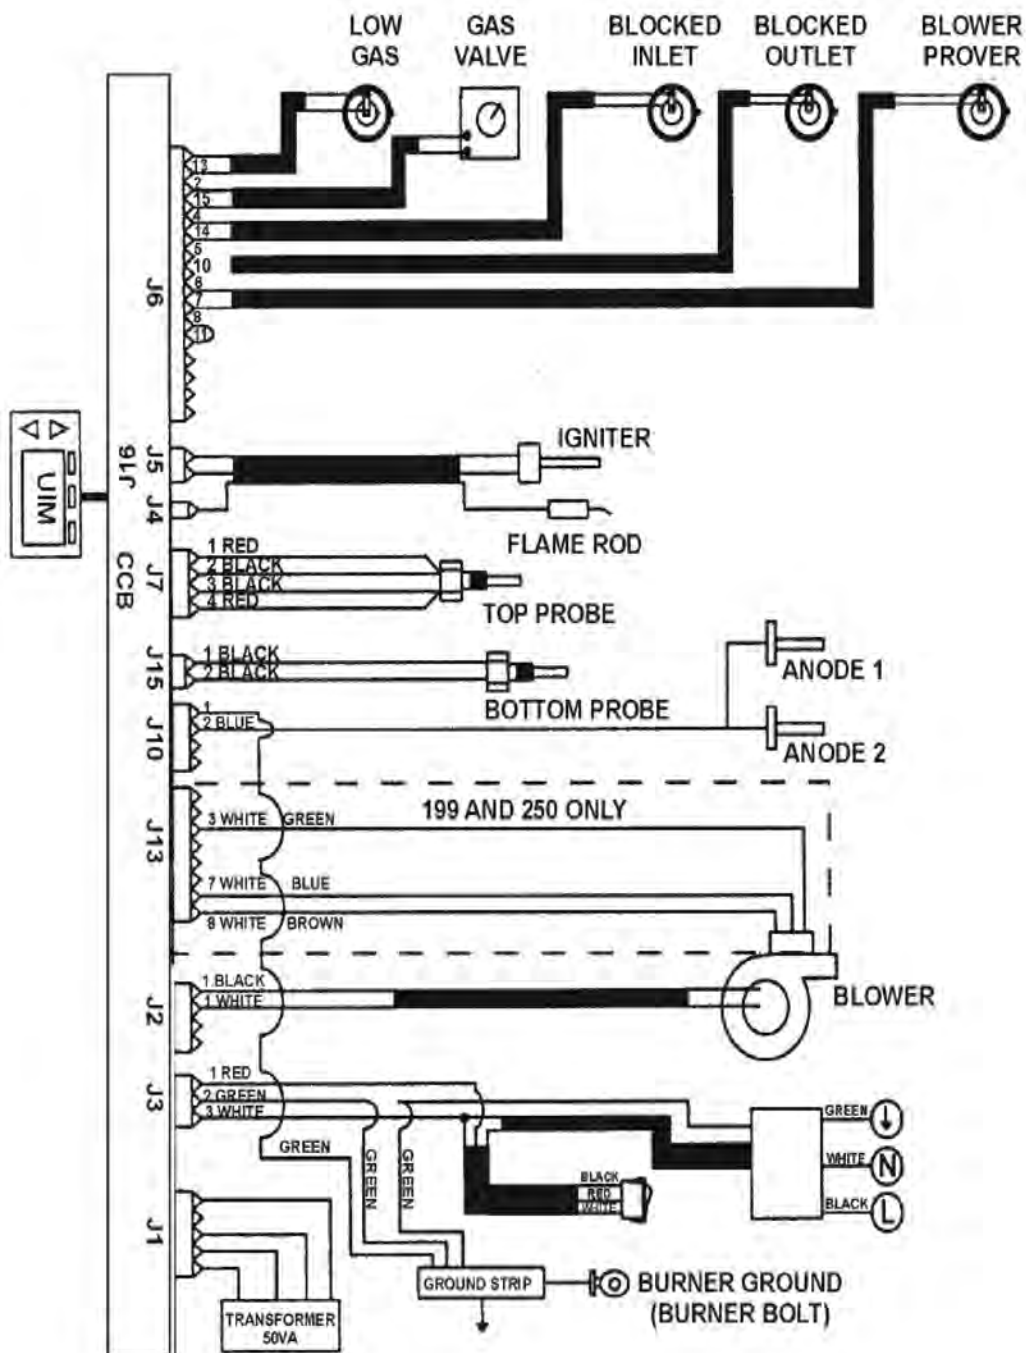 LOW GAS
GAS VALVE
BLOCKED INLET
BLOCKED OUTLET
BLOWER PROVER
13
2
15
4
14
5
10
6
7
8
11
J6
UIM
J16
CCB
J5
IGNITER
J4
FLAME ROD
J7
1 RED
2 BLACK
3 BLACK
4 RED
TOP PROBE
J15
1 BLACK
2 BLACK
BOTTOM PROBE
ANODE 1
J10
1
2 BLUE
ANODE 2
199 AND 250 ONLY
J13
3 WHITE GREEN
7 WHITE BLUE
8 WHITE BROWN
J2
1 BLACK
1 WHITE
BLOWER
J3
1 RED
2 GREEN
3 WHITE
GREEN
GREEN
GREEN
BLACK
RED
WHITE
GREEN
WHITE N
BLACK L
J1
TRANSFORMER
50VA
GROUND STRIP
BURNER GROUND
(BURNER BOLT)